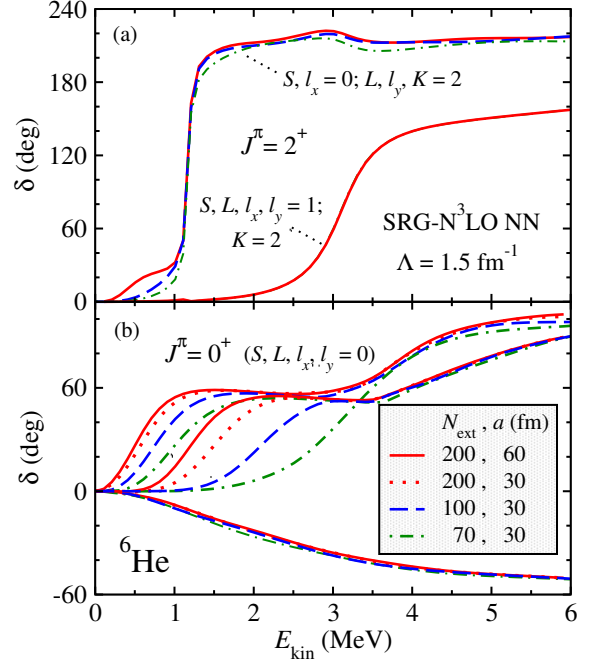 240
(a)
180
S, l_x = 0; L, l_y, K = 2
120
δ (deg)
J^π = 2^+
S, L, l_x, l_y = 1;
K = 2
SRG-N^3LO NN
60
Λ = 1.5 fm^-1
0
(b)
J^π = 0^+ (S, L, l_x, l_y = 0)
60
δ (deg)
N_ext , a (fm)
200 , 60
200 , 30
100 , 30
70 , 30
0
^6He
-60
0 1 2 3 4 5 6
E_kin (MeV)